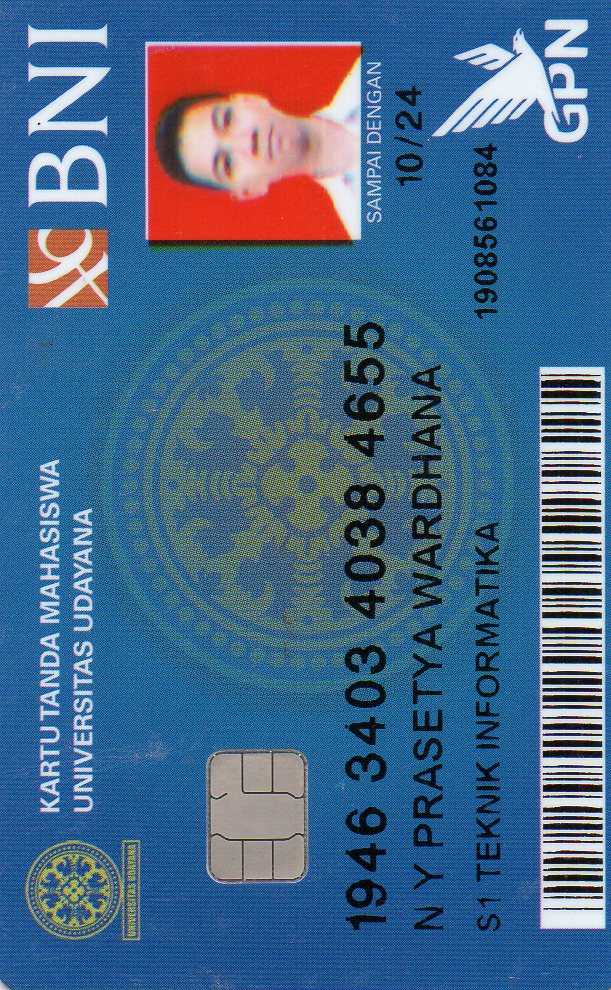 KARTU TANDA MAHASISWA
UNIVERSITAS UDAYANA
BNI
UNIVERSITAS UDAYANA
SAMPAI DENGAN
10/24
1946 3403 4038 4655
N Y PRASETYA WARDHANA
S1 TEKNIK INFORMATIKA
1908561084
GPN